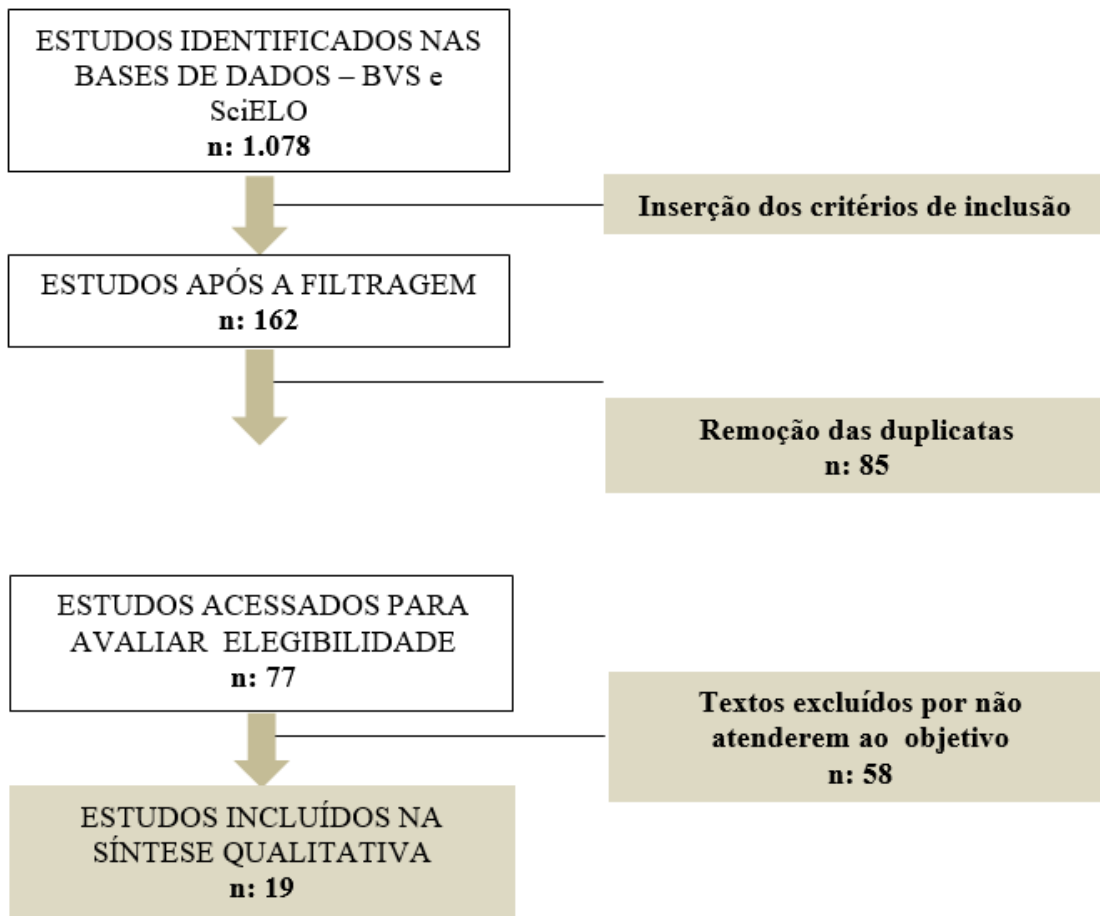 ESTUDOS IDENTIFICADOS NAS
BASES DE DADOS – BVS e
SciELO
n: 1.078
Inserção dos critérios de inclusão
ESTUDOS APÓS A FILTRAGEM
n: 162
Remoção das duplicatas
n: 85
ESTUDOS ACESSADOS PARA
AVALIAR ELEGIBILIDADE
n: 77
Textos excluídos por não
atenderem ao objetivo
n: 58
ESTUDOS INCLUÍDOS NA
SÍNTESE QUALITATIVA
n: 19